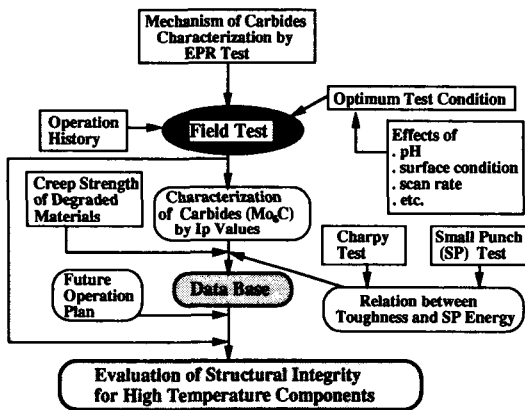 Mechanism of Carbides
Characterization by
EPR Test
Operation
History
Field Test
Optimum Test Condition
Effects of
. pH
. surface condition
. scan rate
. etc.
Creep Strength
of Degraded
Materials
Characterization
of Carbides (Mo₆C)
by Ip Values
Charpy
Test
Small Punch
(SP) Test
Future
Operation
Plan
Data Base
Relation between
Toughness and SP Energy
Evaluation of Structural Integrity
for High Temperature Components